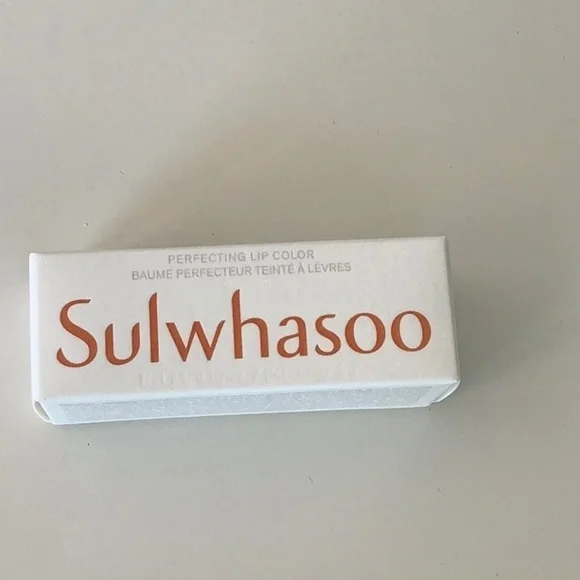 PERFECTING LIP COLOR
BAUME PERFECTEUR TEINTÉ À LÈVRES
Sulwhasoo